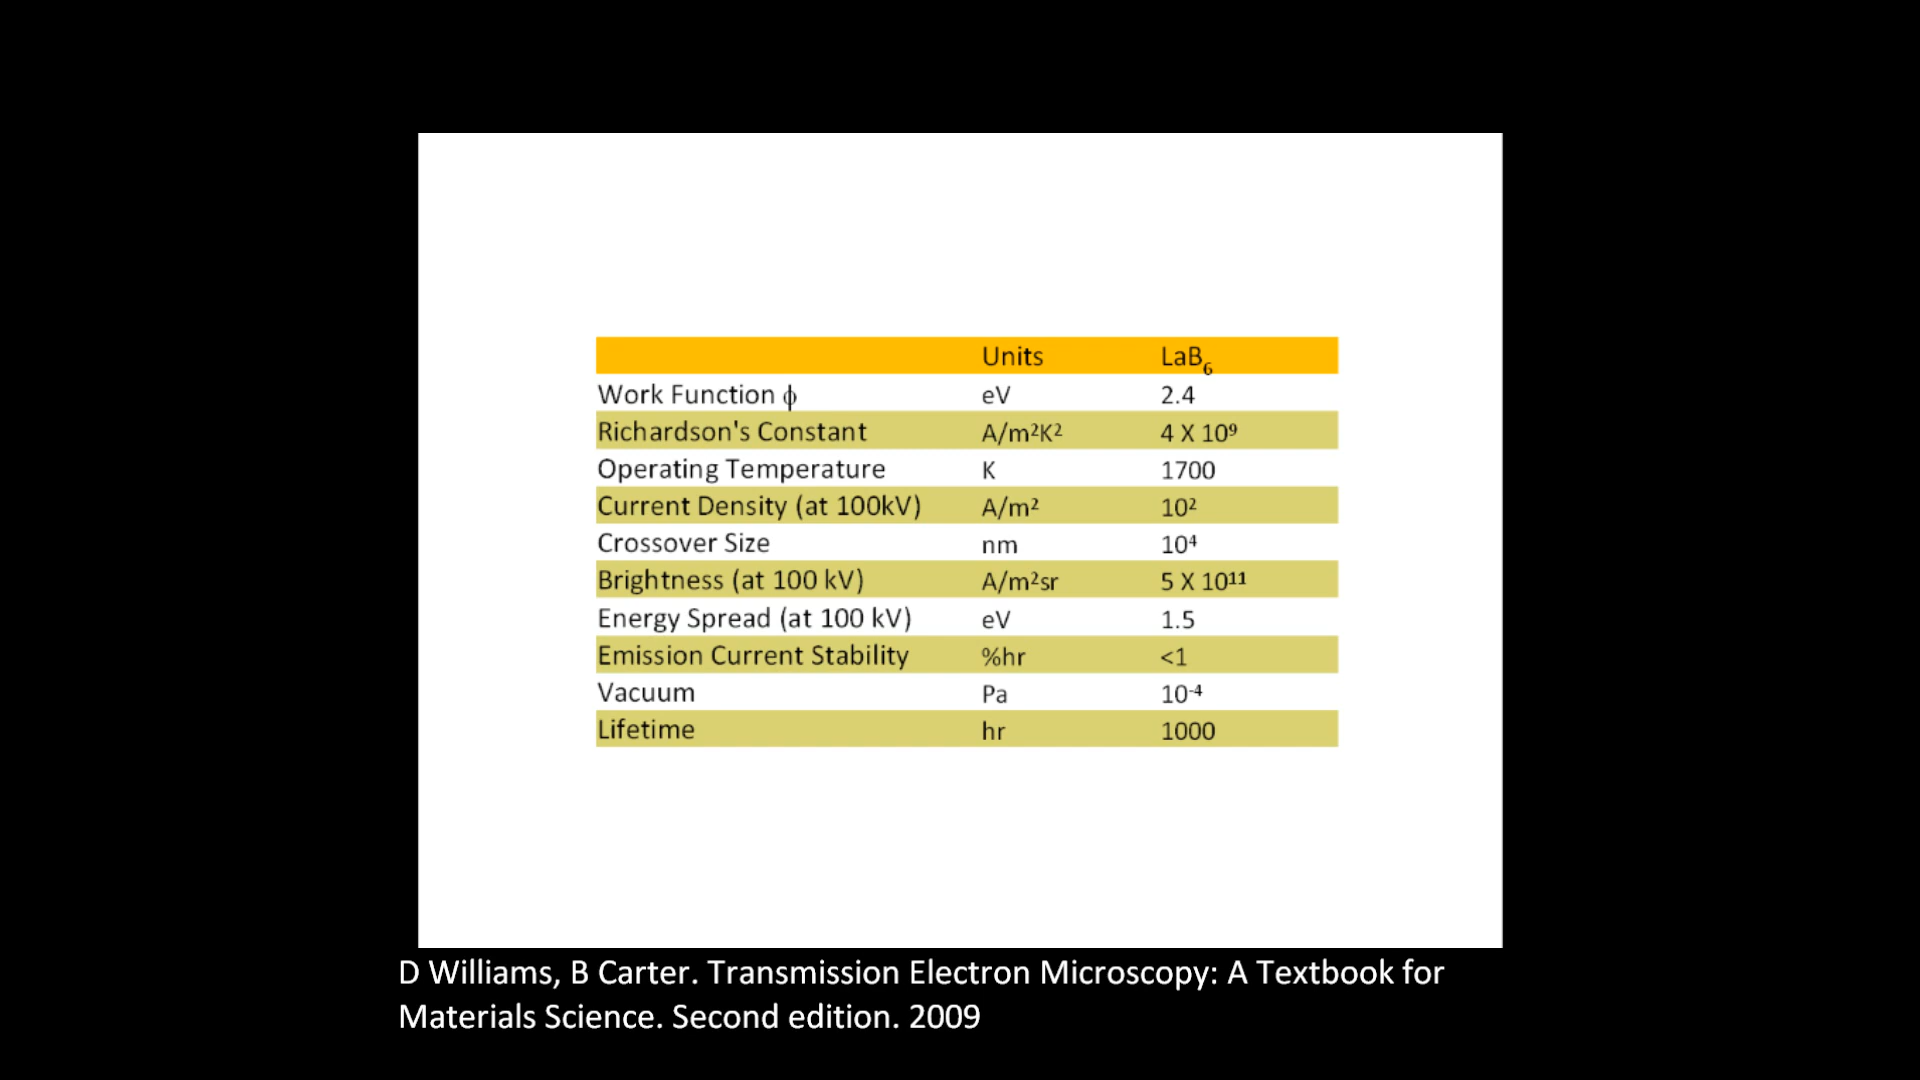 Units LaB₆
Work Function ϕ eV 2.4
Richardson's Constant A/m²K² 4 X 10⁹
Operating Temperature K 1700
Current Density (at 100kV) A/m² 10²
Crossover Size nm 10⁴
Brightness (at 100 kV) A/m²sr 5 X 10¹¹
Energy Spread (at 100 kV) eV 1.5
Emission Current Stability %hr <1
Vacuum Pa 10⁻⁴
Lifetime hr 1000
D Williams, B Carter. Transmission Electron Microscopy: A Textbook for
Materials Science. Second edition. 2009